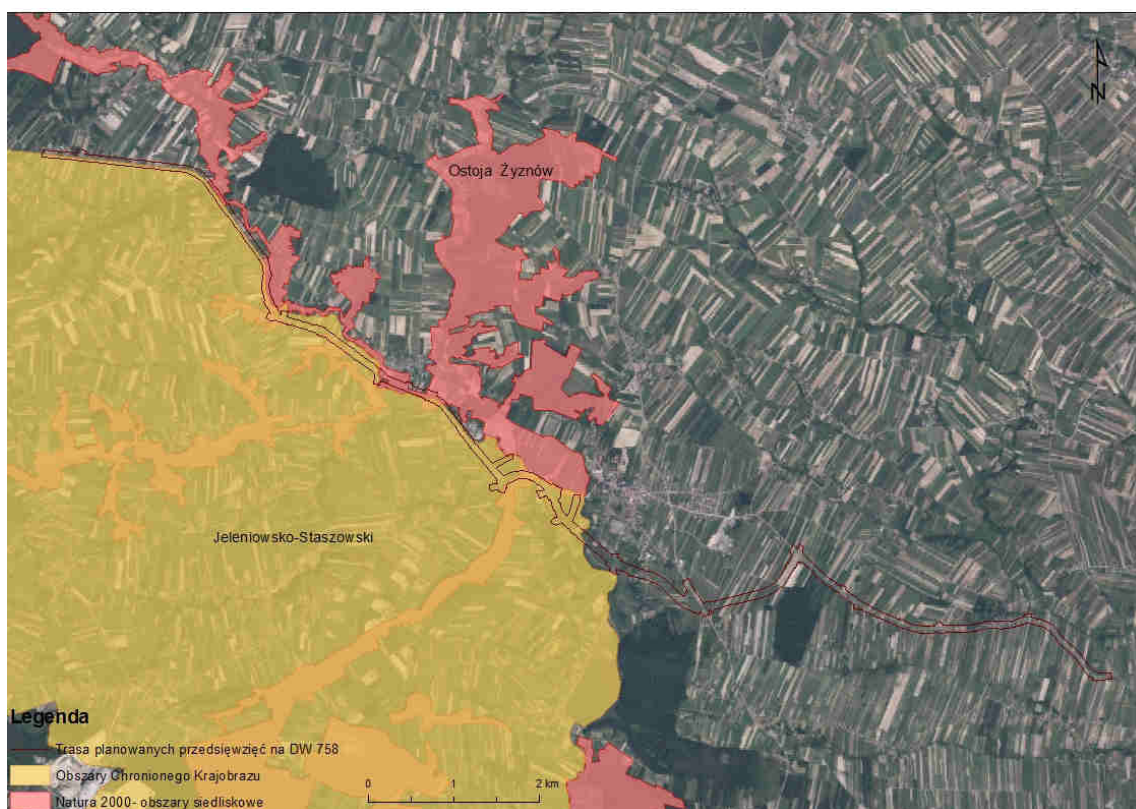 N
Ostoja Żyznów
Jeleniowsko-Staszowski
Legenda
Trasa planowanych przedsięwzięć na DW 758
Obszary Chronionego Krajobrazu
Natura 2000- obszary siedliskowe
0 1 2 km